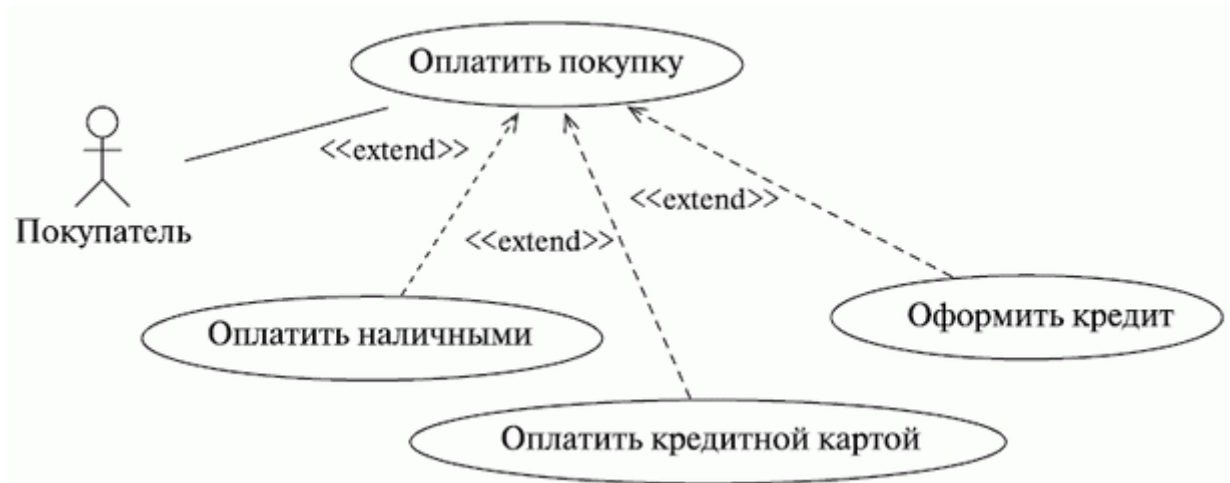 Оплатить покупку
<<extend>>
<<extend>>
<<extend>>
Покупатель
Оплатить наличными
Оформить кредит
Оплатить кредитной картой